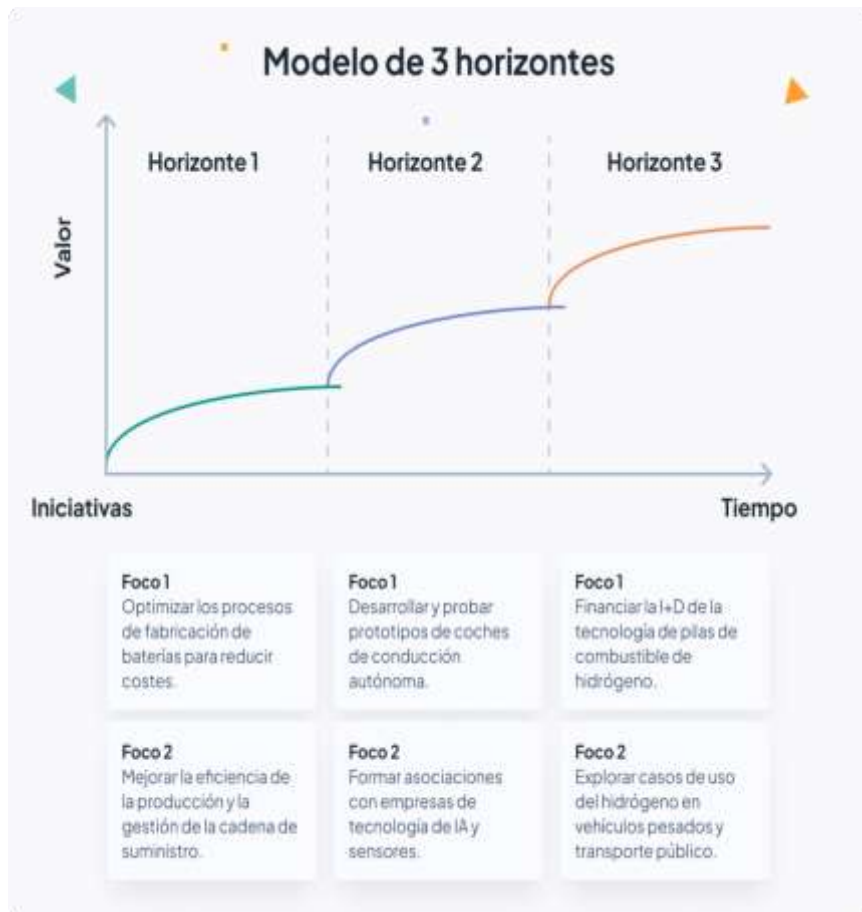 Modelo de 3 horizontes
Horizonte 1
Horizonte 2
Horizonte 3
Valor
Iniciativas
Tiempo
Foco 1
Optimizar los procesos
de fabricación de
baterías para reducir
costes.
Foco 1
Desarrollar y probar
prototipos de coches
de conducción
autónoma.
Foco 1
Financiar la I+D de la
tecnología de pilas de
combustible de
hidrógeno.
Foco 2
Mejorar la eficiencia de
la producción y la
gestión de la cadena de
suministro.
Foco 2
Formar asociaciones
con empresas de
tecnología de IA y
sensores.
Foco 2
Explorar casos de uso
del hidrógeno en
vehículos pesados y
transporte público.